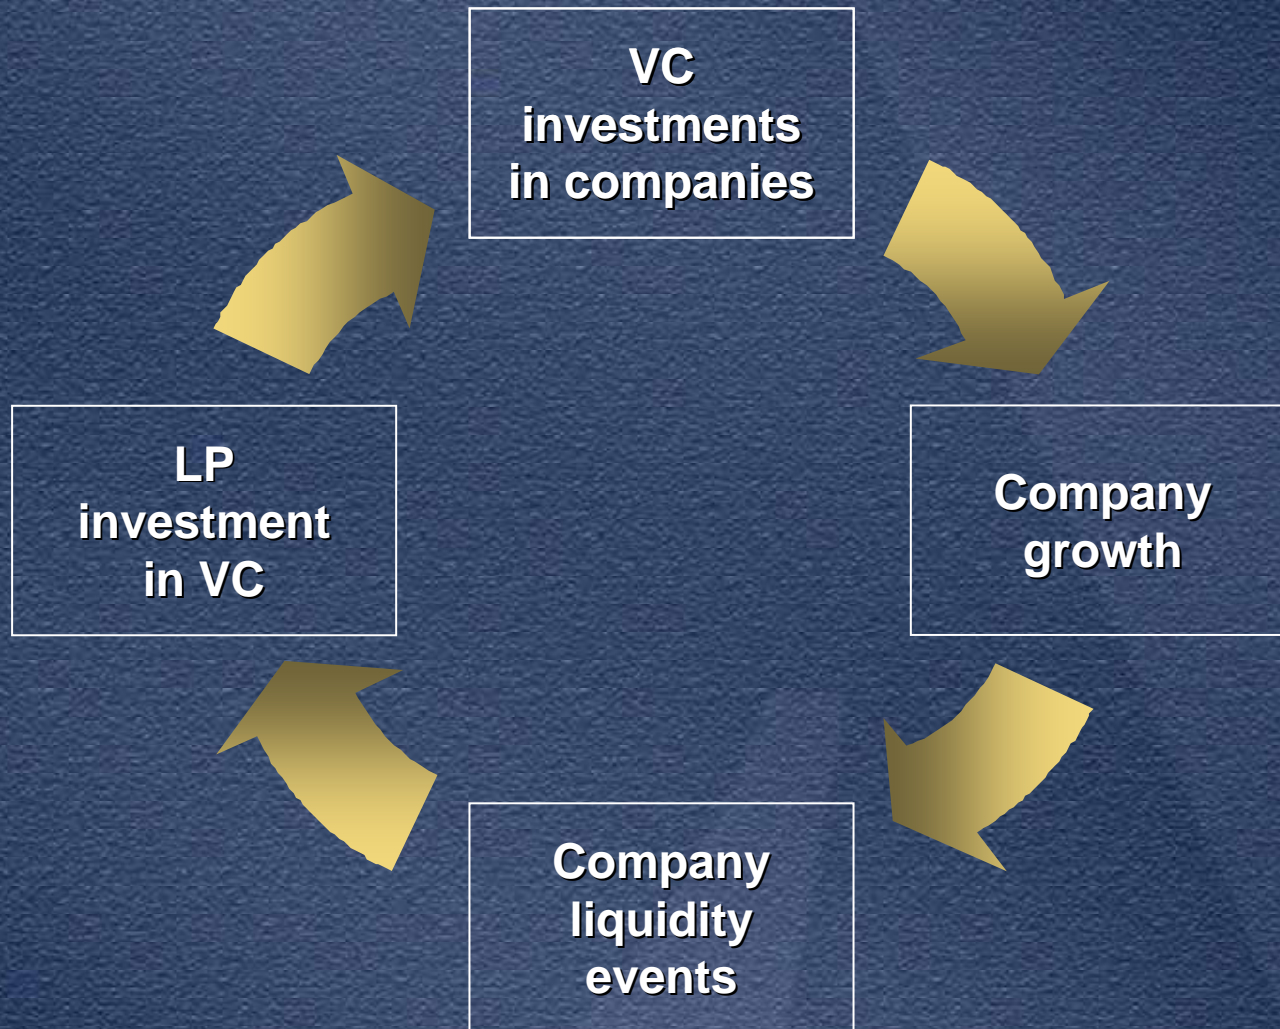 VC
investments
in companies
LP
investment
in VC
Company
growth
Company
liquidity
events